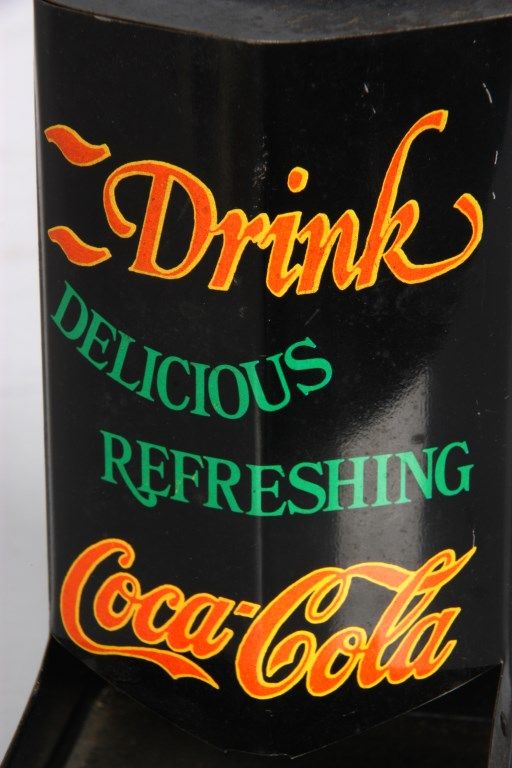 Drink
DELICIOUS
REFRESHING
Coca-Cola